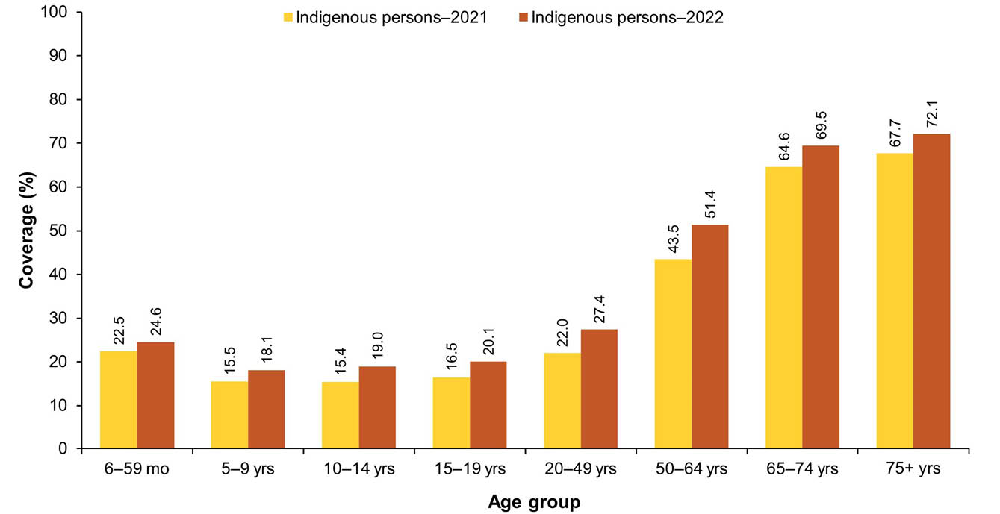 Indigenous persons–2021 Indigenous persons–2022
Coverage (%)
100
90
80
70
60
50
40
30
20
10
0
22.5 24.6 15.5 18.1 15.4 19.0 16.5 20.1 22.0 27.4 43.5 51.4 64.6 69.5 67.7 72.1
6–59 mo 5–9 yrs 10–14 yrs 15–19 yrs 20–49 yrs 50–64 yrs 65–74 yrs 75+ yrs
Age group